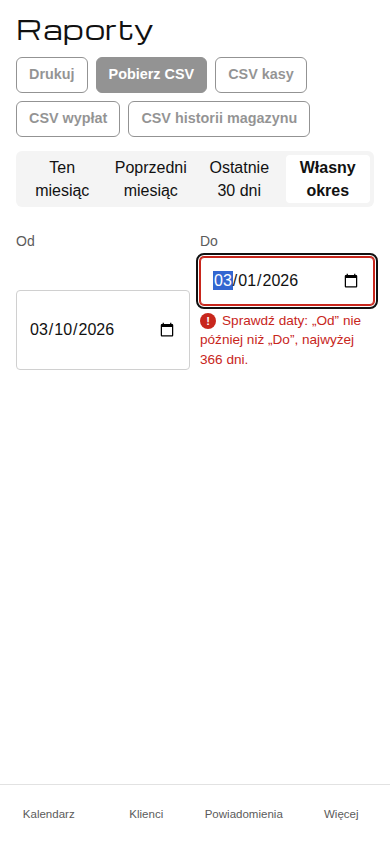 Raporty
Drukuj
Pobierz CSV
CSV kasy
CSV wypłat
CSV historii magazynu
Ten
miesiąc
Poprzedni
miesiąc
Ostatnie
30 dni
Własny
okres
Od
03/10/2026
Do
03/01/2026
! Sprawdź daty: „Od” nie
później niż „Do”, najwyżej
366 dni.
Kalendarz
Klienci
Powiadomienia
Więcej